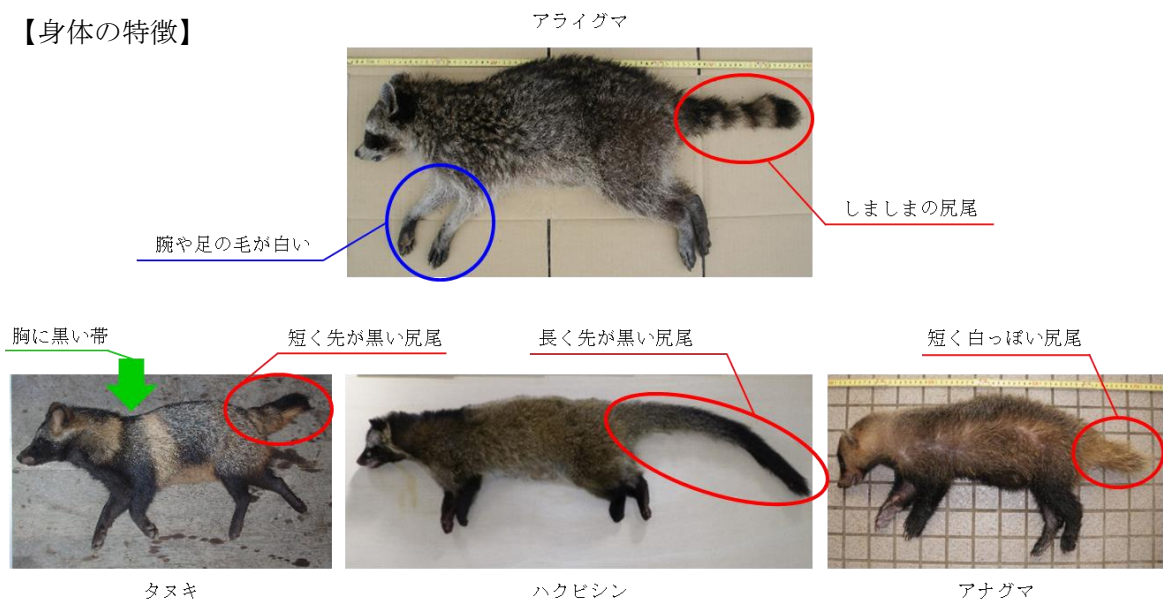 【身体の特徴】
アライグマ
しましまの尻尾
腕や足の毛が白い
胸に黒い帯
短く先が黒い尻尾
長く先が黒い尻尾
短く白っぽい尻尾
タヌキ
ハクビシン
アナグマ